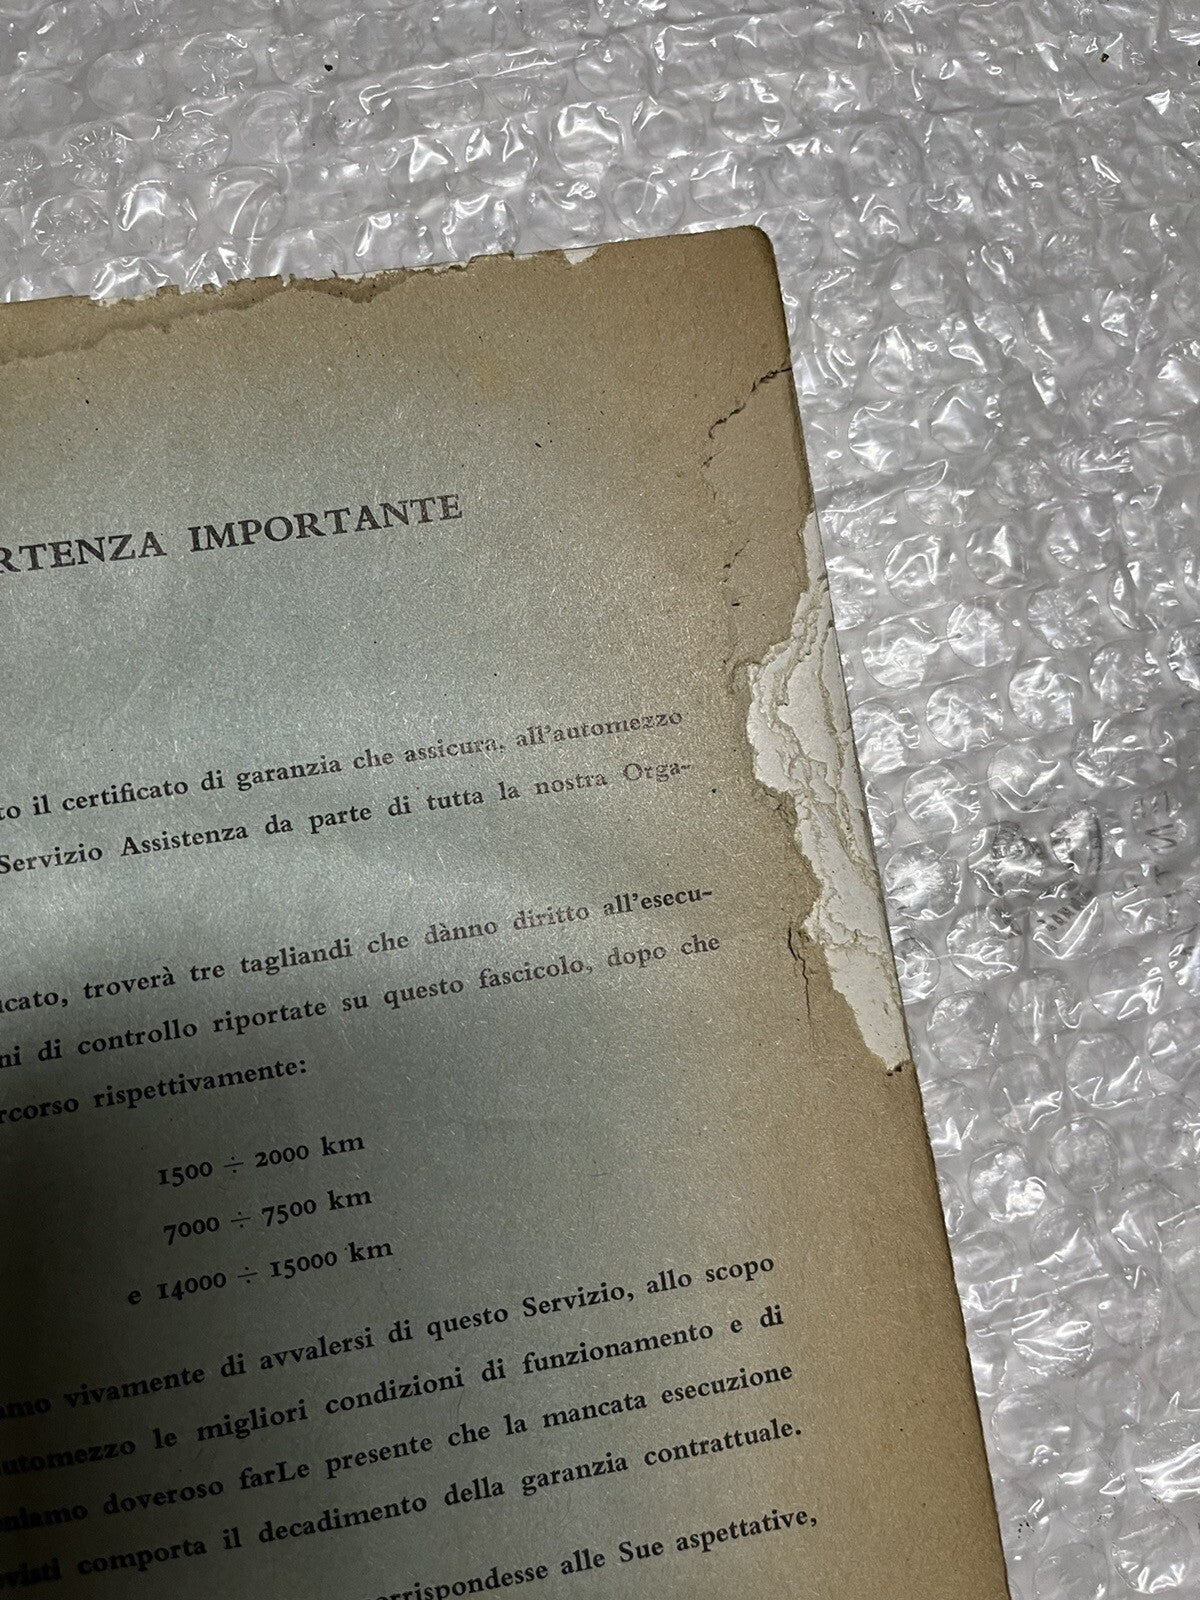 RTENZA IMPORTANTE
to il certificato di garanzia che assicura, all'automezzo
Servizio Assistenza da parte di tutta la nostra Orga-
icato, troverà tre tagliandi che dànno diritto all'esecu-
ni di controllo riportate su questo fascicolo, dopo che
rcorso rispettivamente:
1500 ÷ 2000 km
7000 ÷ 7500 km
e 14000 ÷ 15000 km
amo vivamente di avvalersi di questo Servizio, allo scopo
utomezzo le migliori condizioni di funzionamento e di
niamo doveroso farLe presente che la mancata esecuzione
visti comporta il decadimento della garanzia contrattuale.
rrispondesse alle Sue aspettative,